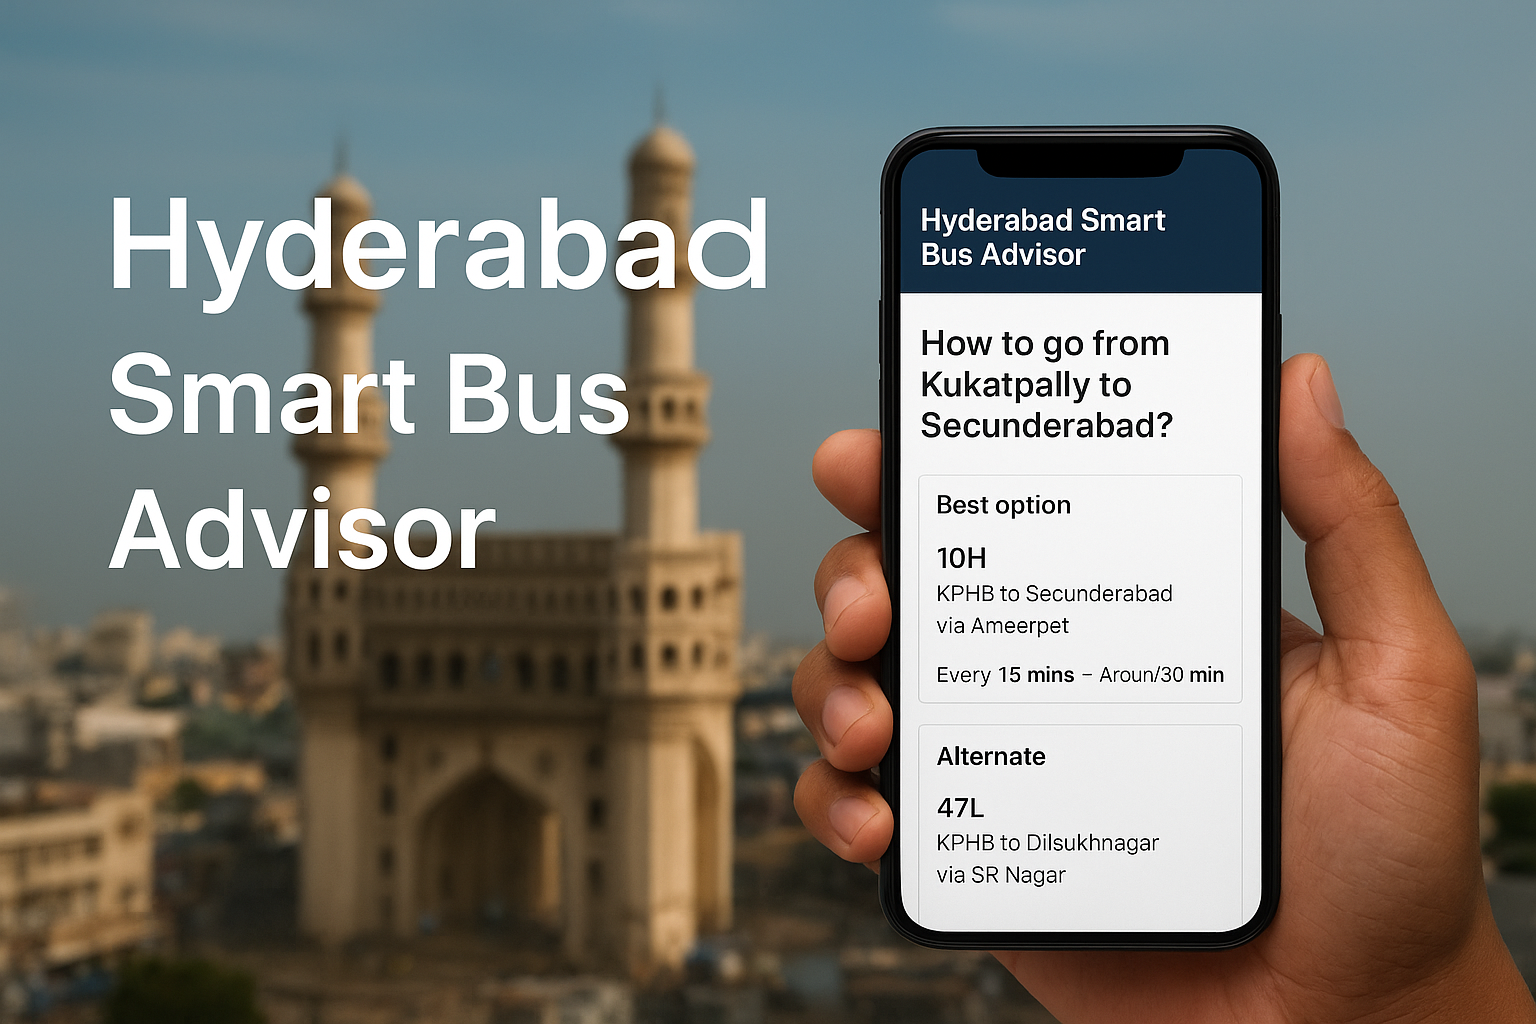 Hyderabad
Smart Bus
Advisor
Hyderabad Smart
Bus Advisor
How to go from
Kukatpally to
Secunderabad?
Best option
10H
KPHB to Secunderabad
via Ameerpet
Every 15 mins – Aroun/30 min
Alternate
47L
KPHB to Dilsukhnagar
via SR Nagar